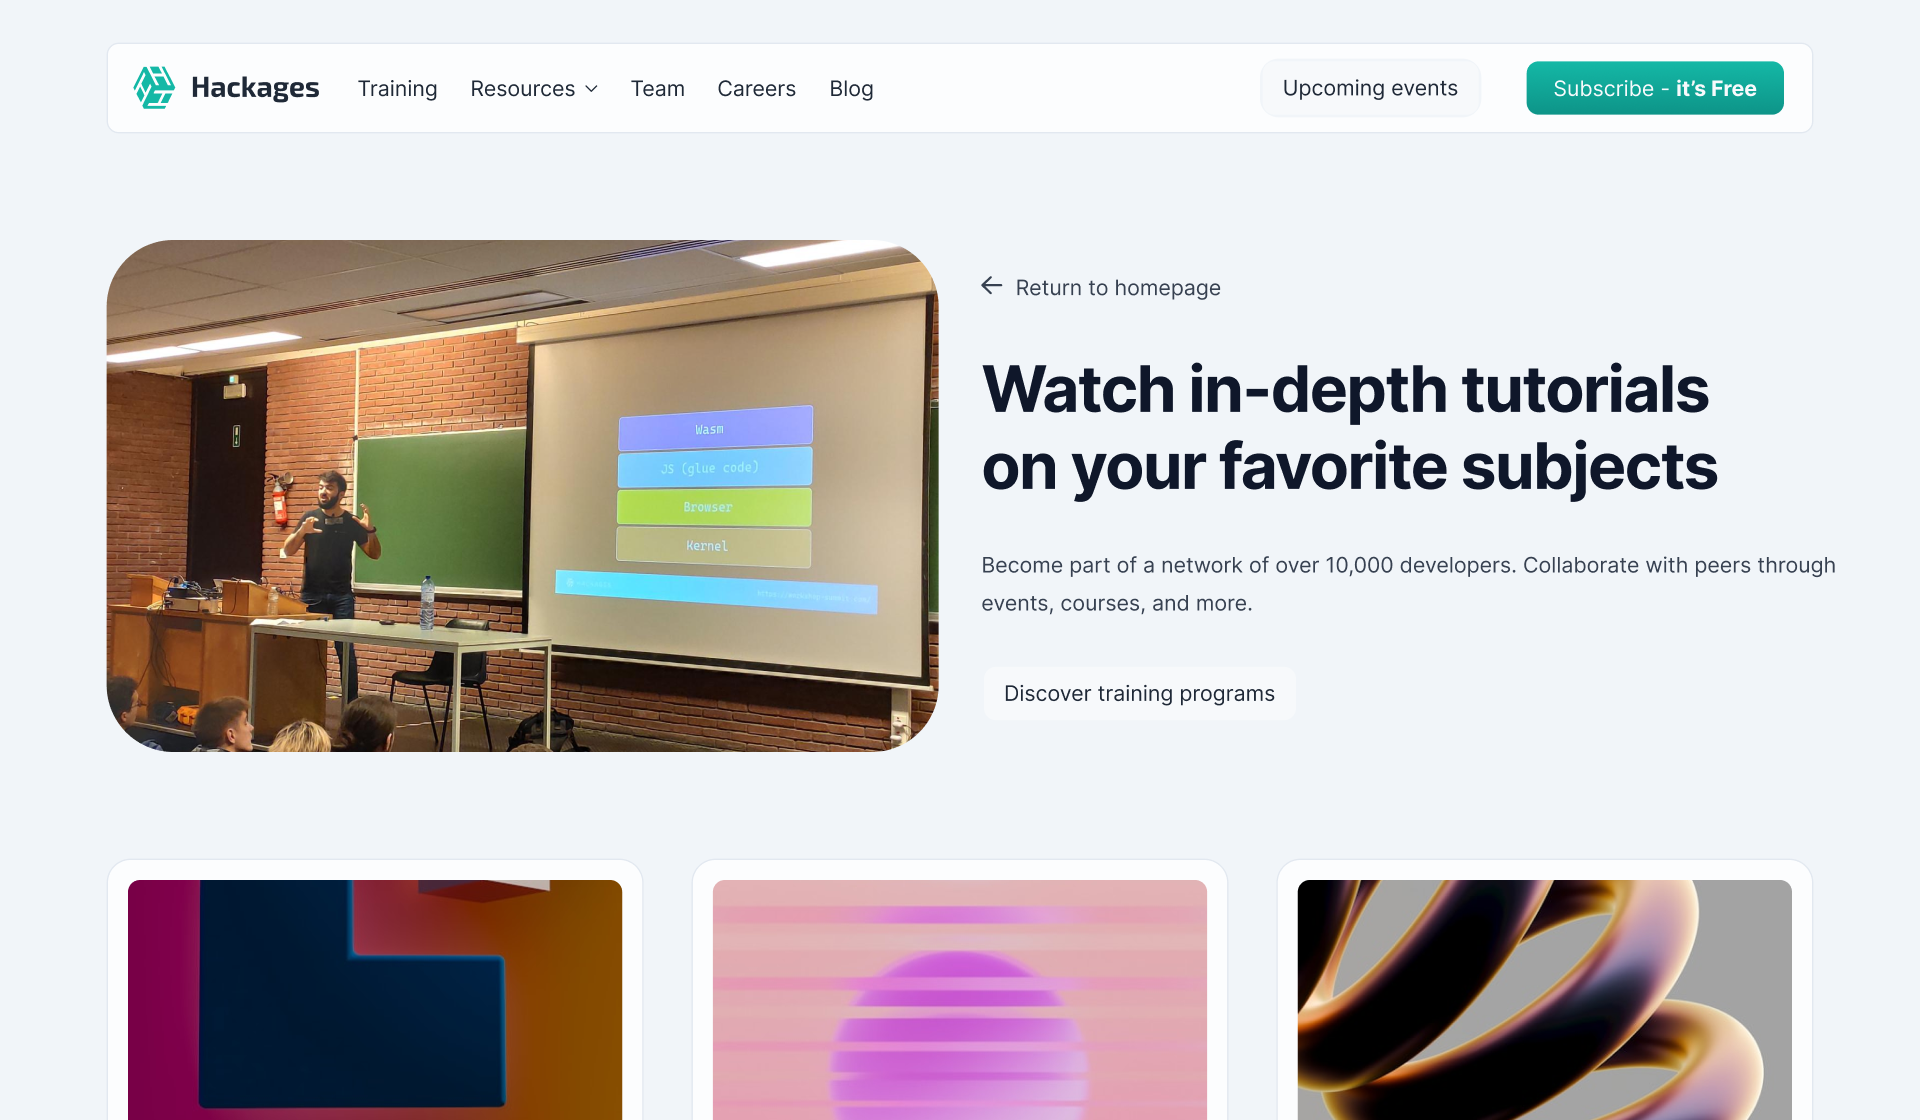 Hackages
Training
Resources
Team
Careers
Blog
Upcoming events
Subscribe - it’s Free
Return to homepage
Watch in-depth tutorials
on your favorite subjects
Become part of a network of over 10,000 developers. Collaborate with peers through
events, courses, and more.
Discover training programs
Wasm
JS (glue code)
Browser
Kernel